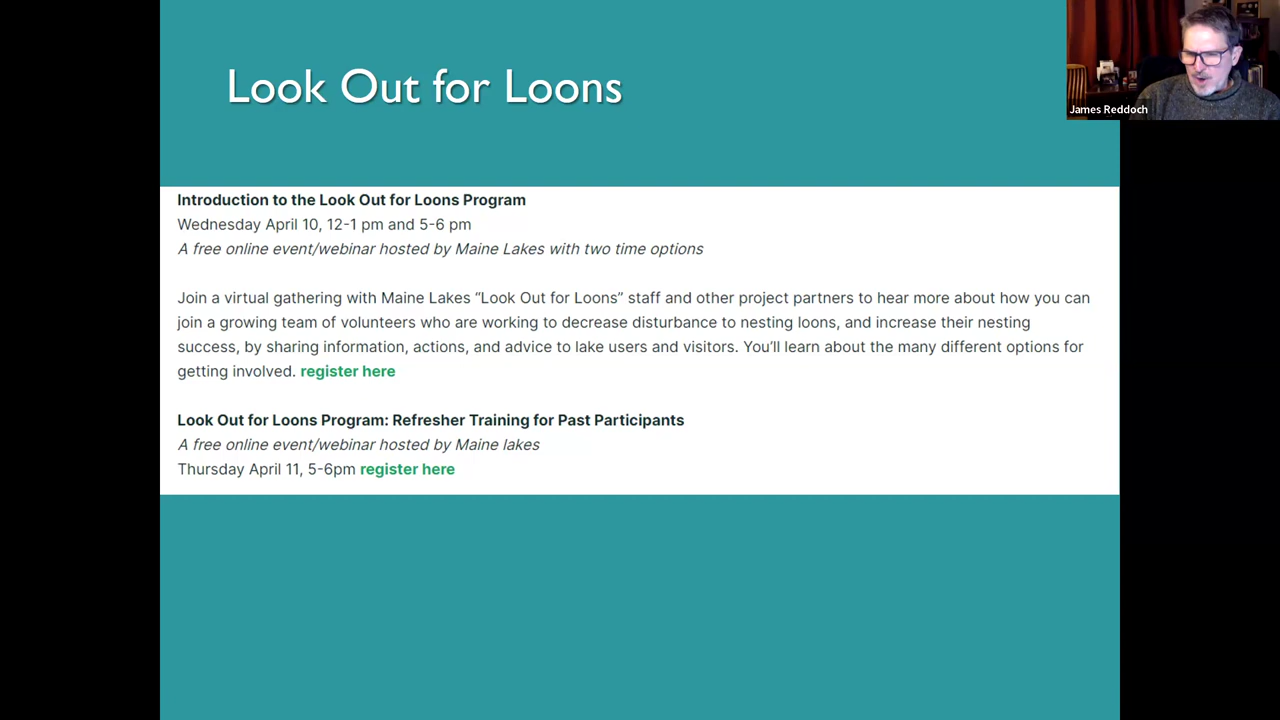 Look Out for Loons
James Reddoch
Introduction to the Look Out for Loons Program
Wednesday April 10, 12-1 pm and 5-6 pm
A free online event/webinar hosted by Maine Lakes with two time options
Join a virtual gathering with Maine Lakes “Look Out for Loons” staff and other project partners to hear more about how you can
join a growing team of volunteers who are working to decrease disturbance to nesting loons, and increase their nesting
success, by sharing information, actions, and advice to lake users and visitors. You’ll learn about the many different options for
getting involved. register here
Look Out for Loons Program: Refresher Training for Past Participants
A free online event/webinar hosted by Maine lakes
Thursday April 11, 5-6pm register here